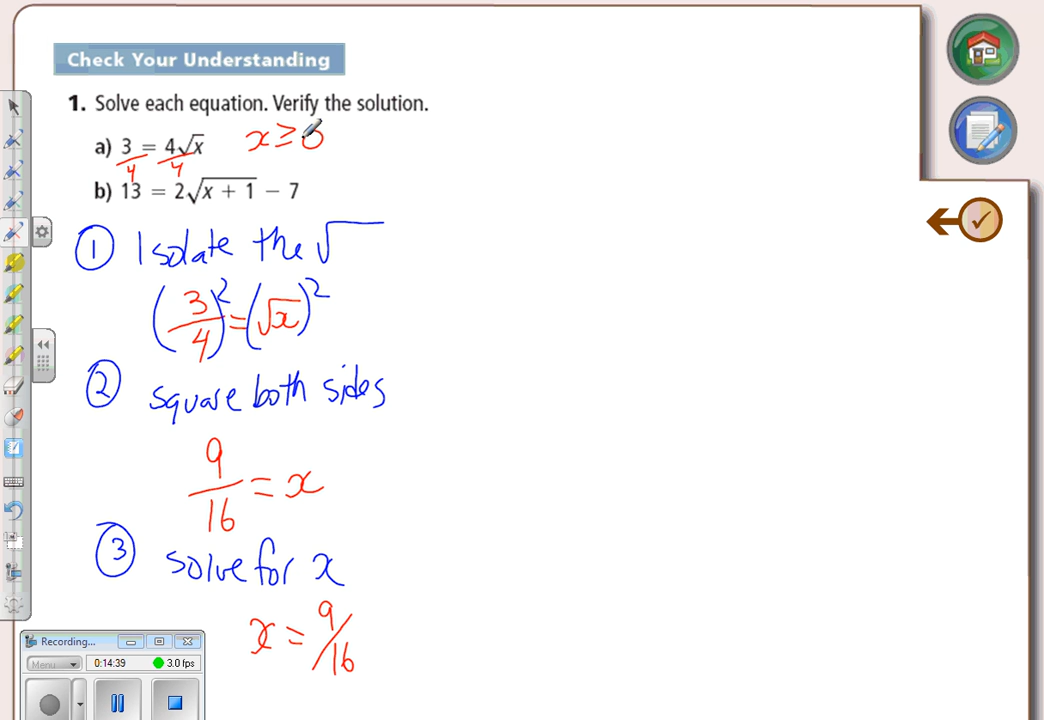 Check Your Understanding
1. Solve each equation. Verify the solution.
a) 3 = 4√x x ≥ 0
4 4
b) 13 = 2√x + 1 − 7
① Isolate the √
(3/4)² = (√x)²
② square both sides
9/16 = x
③ solve for x
x = 9/16
Recording...
Menu 0:14:39 3.0 fps